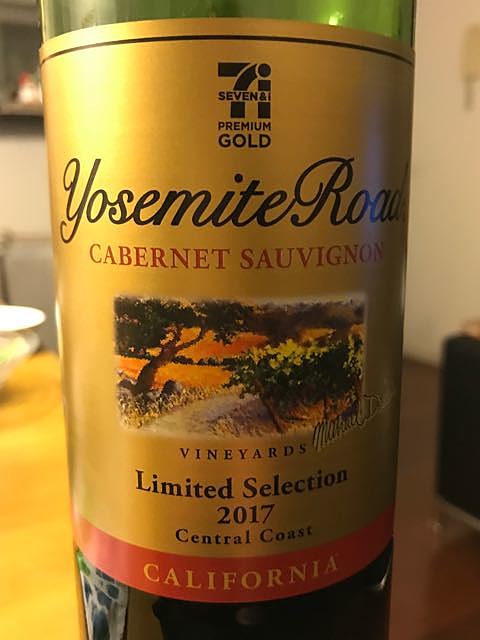 7i
SEVEN&i
PREMIUM
GOLD
Yosemite Road
CABERNET SAUVIGNON
VINEYARDS
Limited Selection
2017
Central Coast
CALIFORNIA